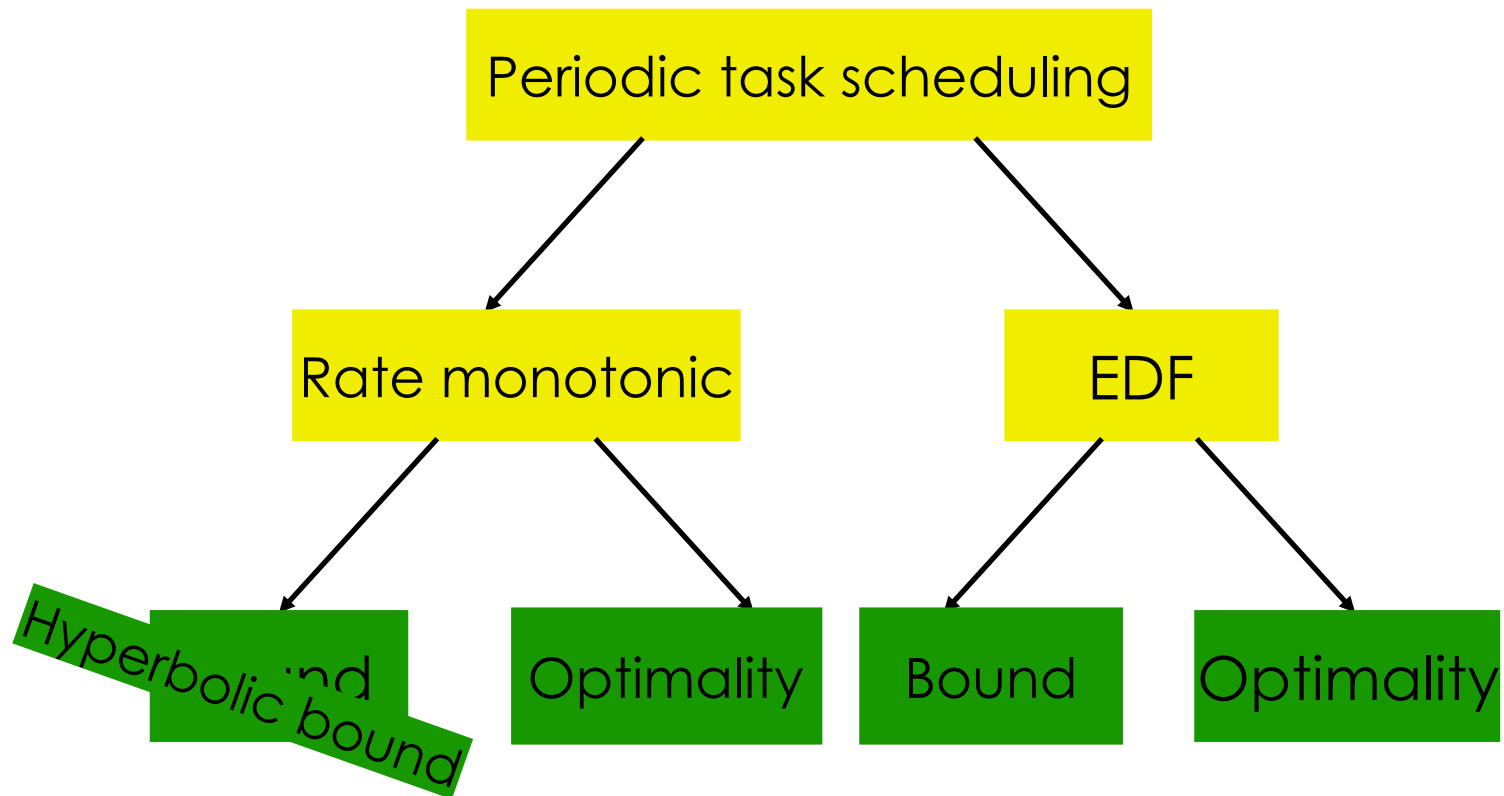 Periodic task scheduling
Rate monotonic
EDF
Hyperbolic bound
Optimality
Bound
Optimality